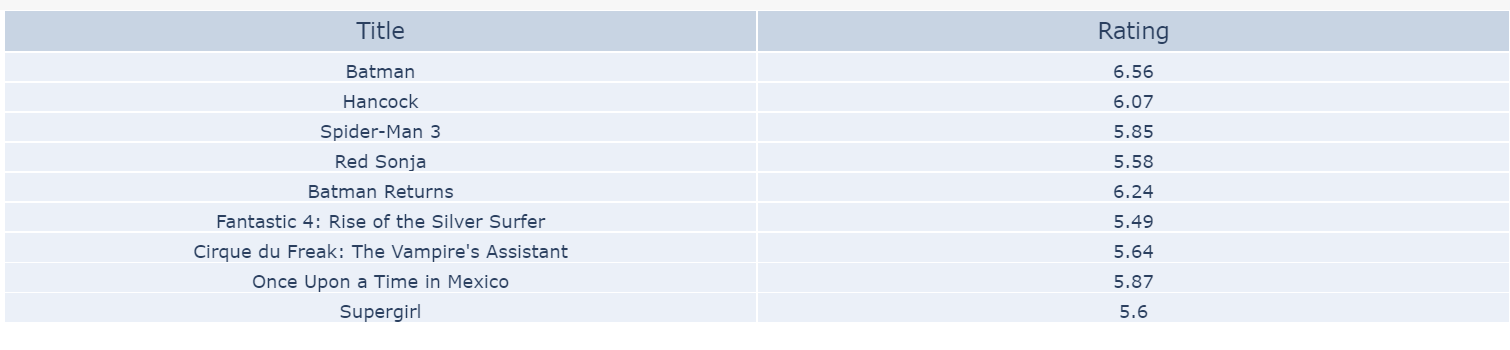 Title Rating
Batman 6.56
Hancock 6.07
Spider-Man 3 5.85
Red Sonja 5.58
Batman Returns 6.24
Fantastic 4: Rise of the Silver Surfer 5.49
Cirque du Freak: The Vampire's Assistant 5.64
Once Upon a Time in Mexico 5.87
Supergirl 5.6